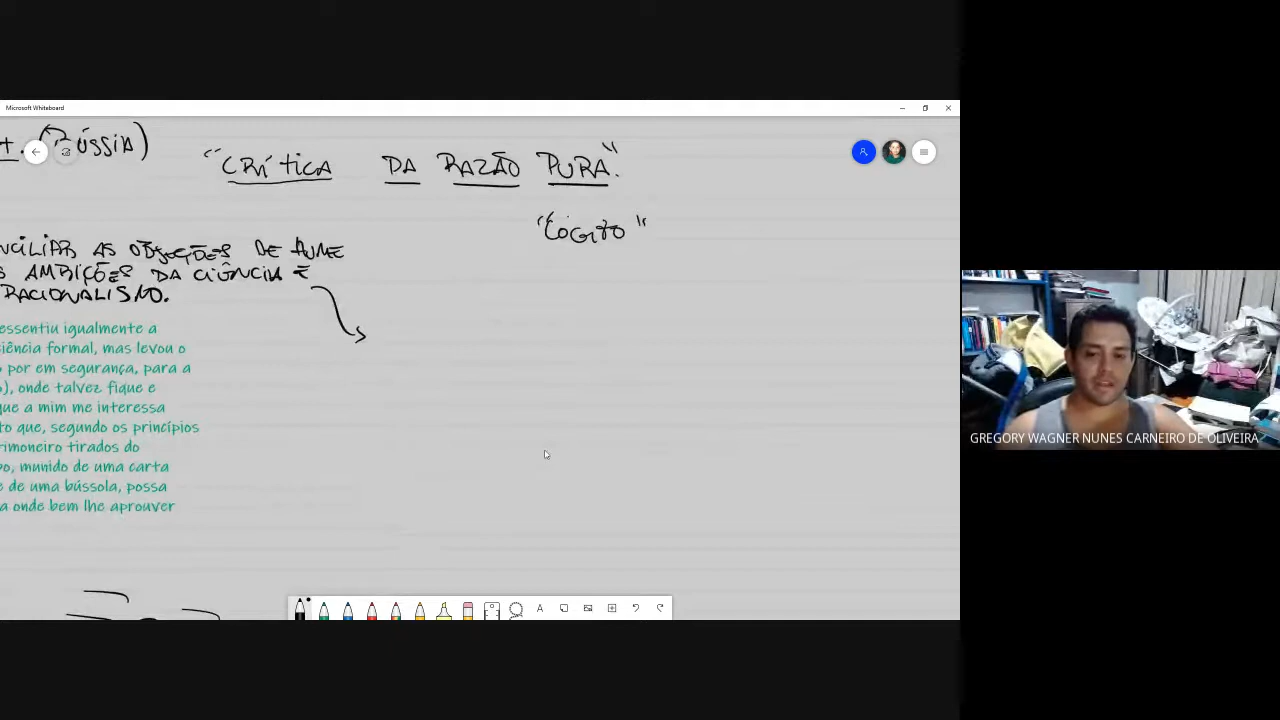 Microsoft Whiteboard
t. (Rússia)
"CRÍTICA DA RAZÃO PURA."
"COGITO"
NCILIAR AS OBJEÇÕES DE HUME
S AMBIÇÕES DA CIÊNCIA E
RACIONALISMO.
essentiu igualmente a
iência formal, mas levou o
o por em segurança, para a
o), onde talvez fique e
que a mim me interessa
to que, segundo os princípios
rimoneiro tirados do
bo, munido de uma carta
e de uma bússola, possa
a onde bem lhe aprouver
GREGORY WAGNER NUNES CARNEIRO DE OLIVEIRA